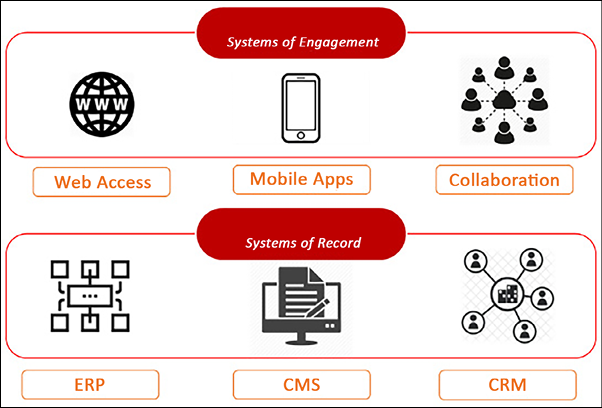 Systems of Engagement
WWW
Web Access
Mobile Apps
Collaboration
Systems of Record
ERP
CMS
CRM